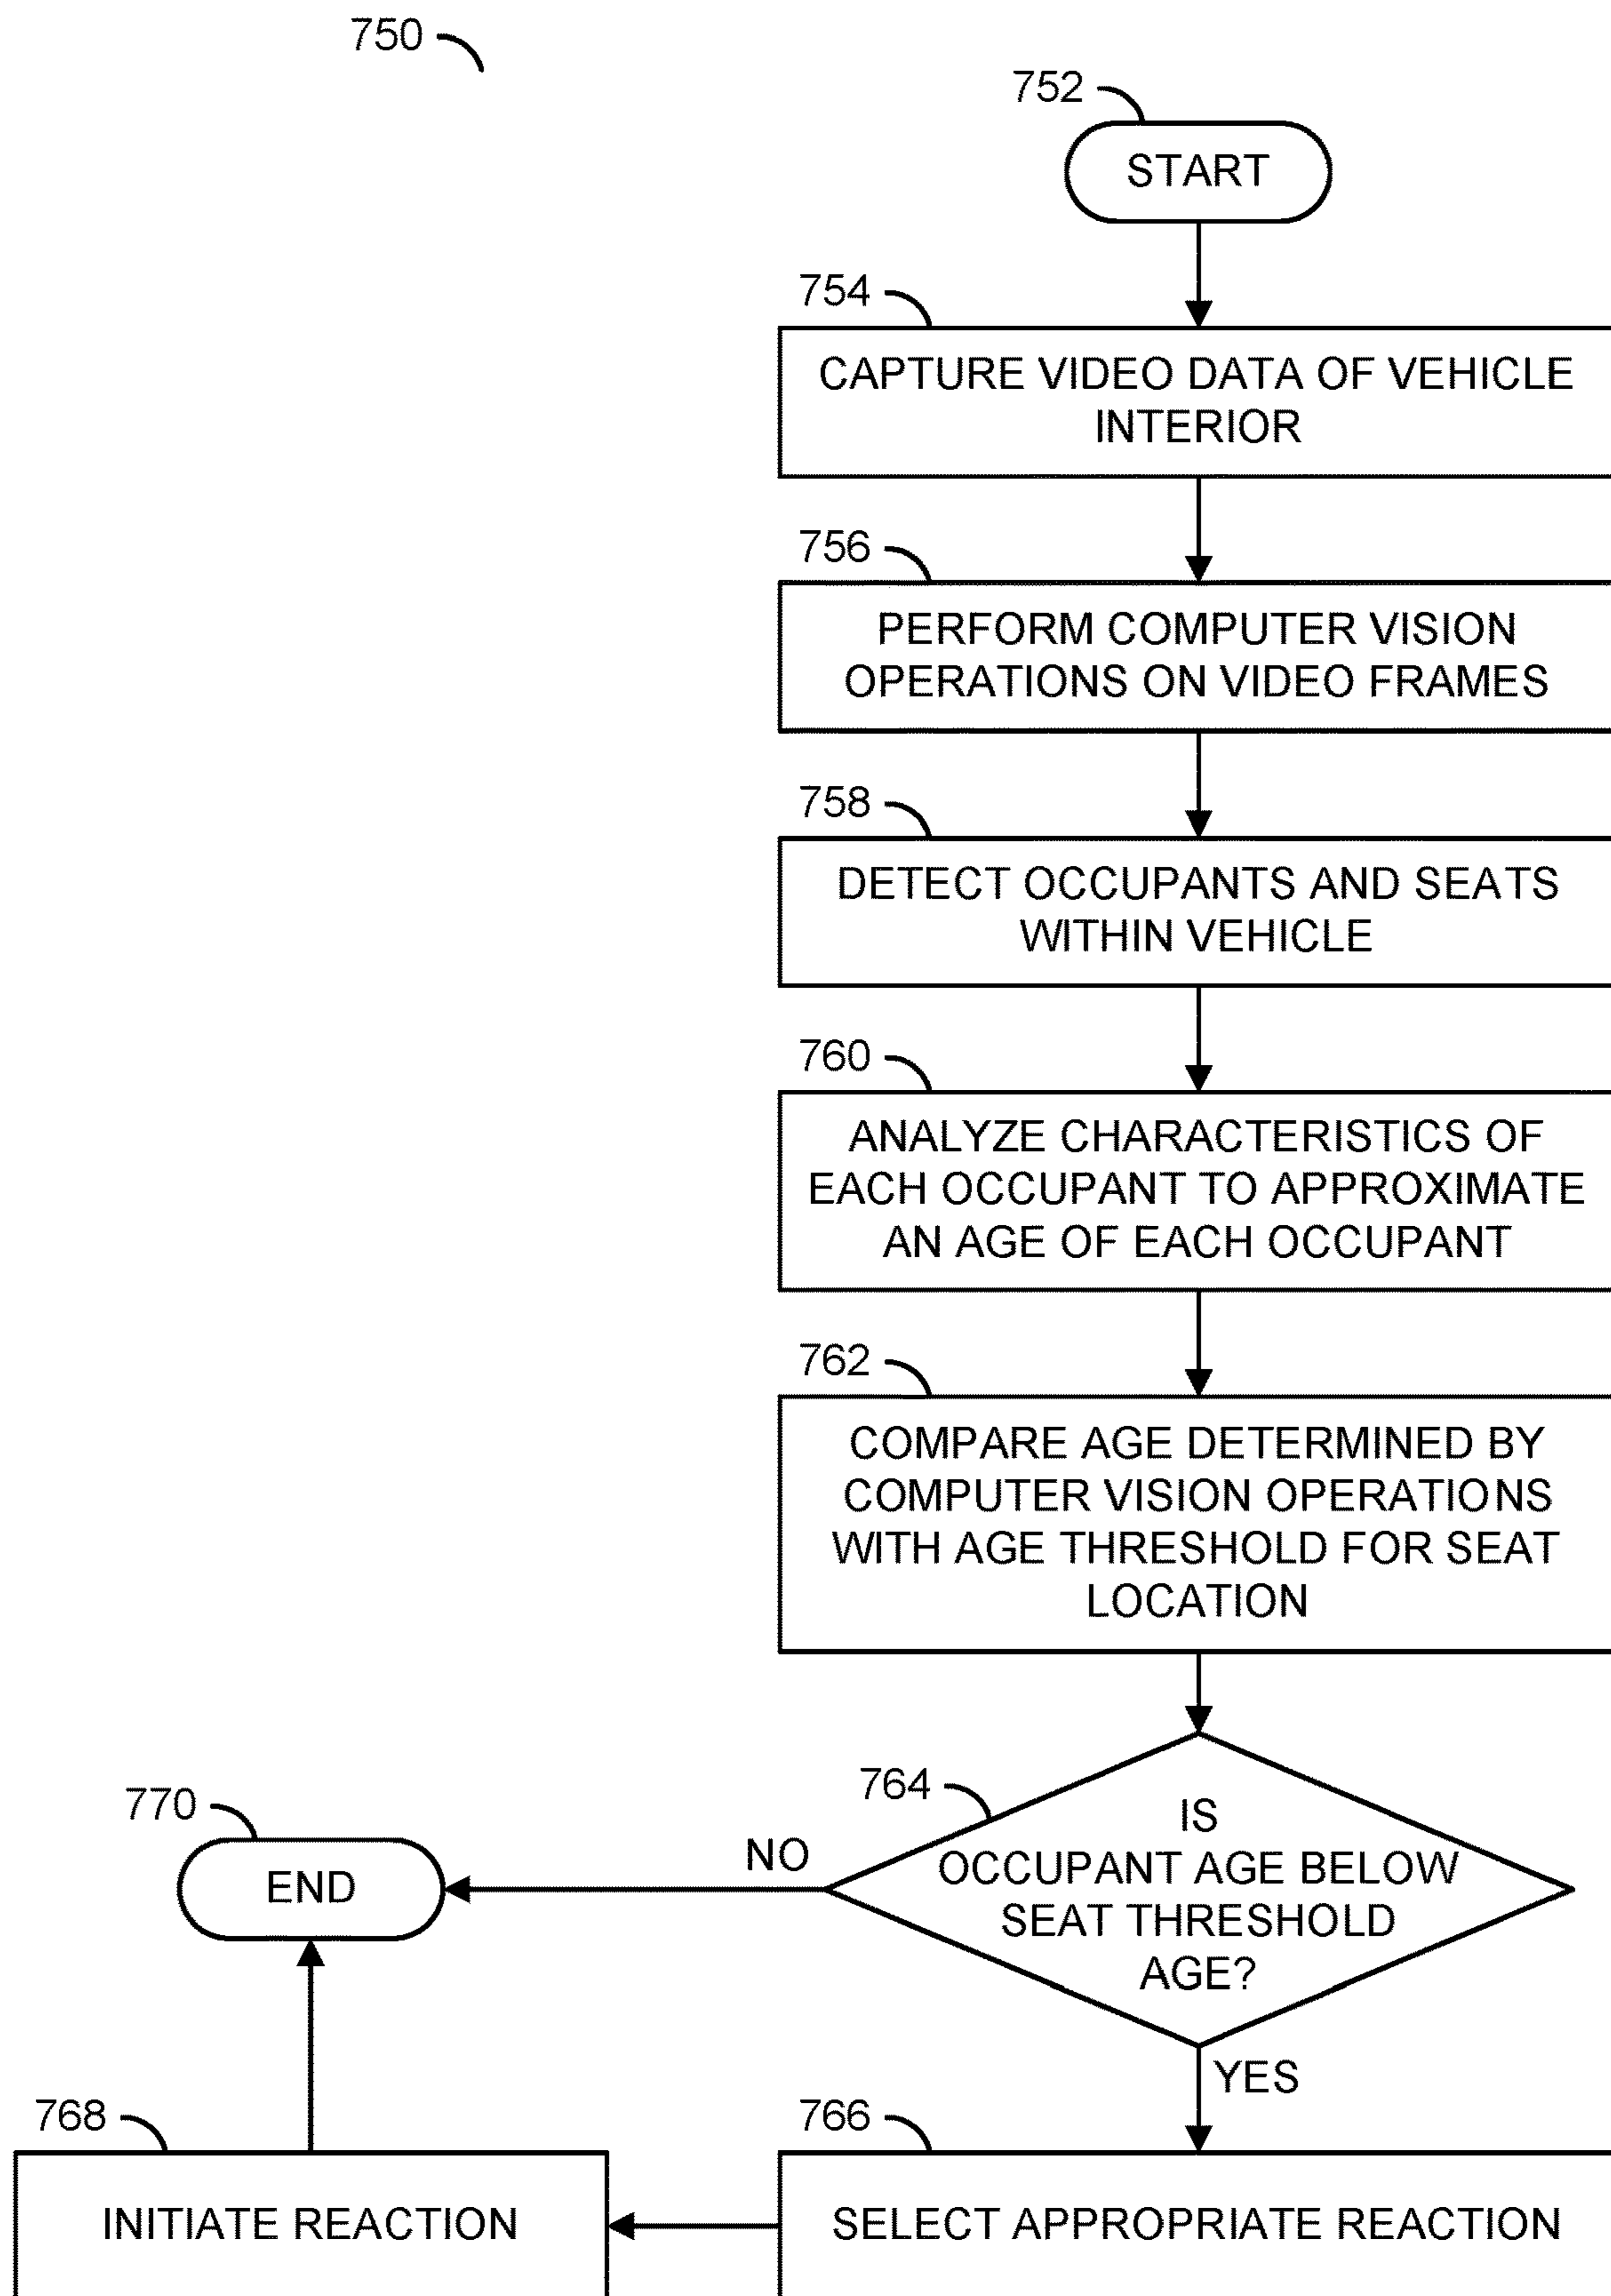 750
752
START
754
CAPTURE VIDEO DATA OF VEHICLE
INTERIOR
756
PERFORM COMPUTER VISION
OPERATIONS ON VIDEO FRAMES
758
DETECT OCCUPANTS AND SEATS
WITHIN VEHICLE
760
ANALYZE CHARACTERISTICS OF
EACH OCCUPANT TO APPROXIMATE
AN AGE OF EACH OCCUPANT
762
COMPARE AGE DETERMINED BY
COMPUTER VISION OPERATIONS
WITH AGE THRESHOLD FOR SEAT
LOCATION
764
IS
OCCUPANT AGE BELOW
SEAT THRESHOLD
AGE?
NO
770
END
YES
766
SELECT APPROPRIATE REACTION
768
INITIATE REACTION